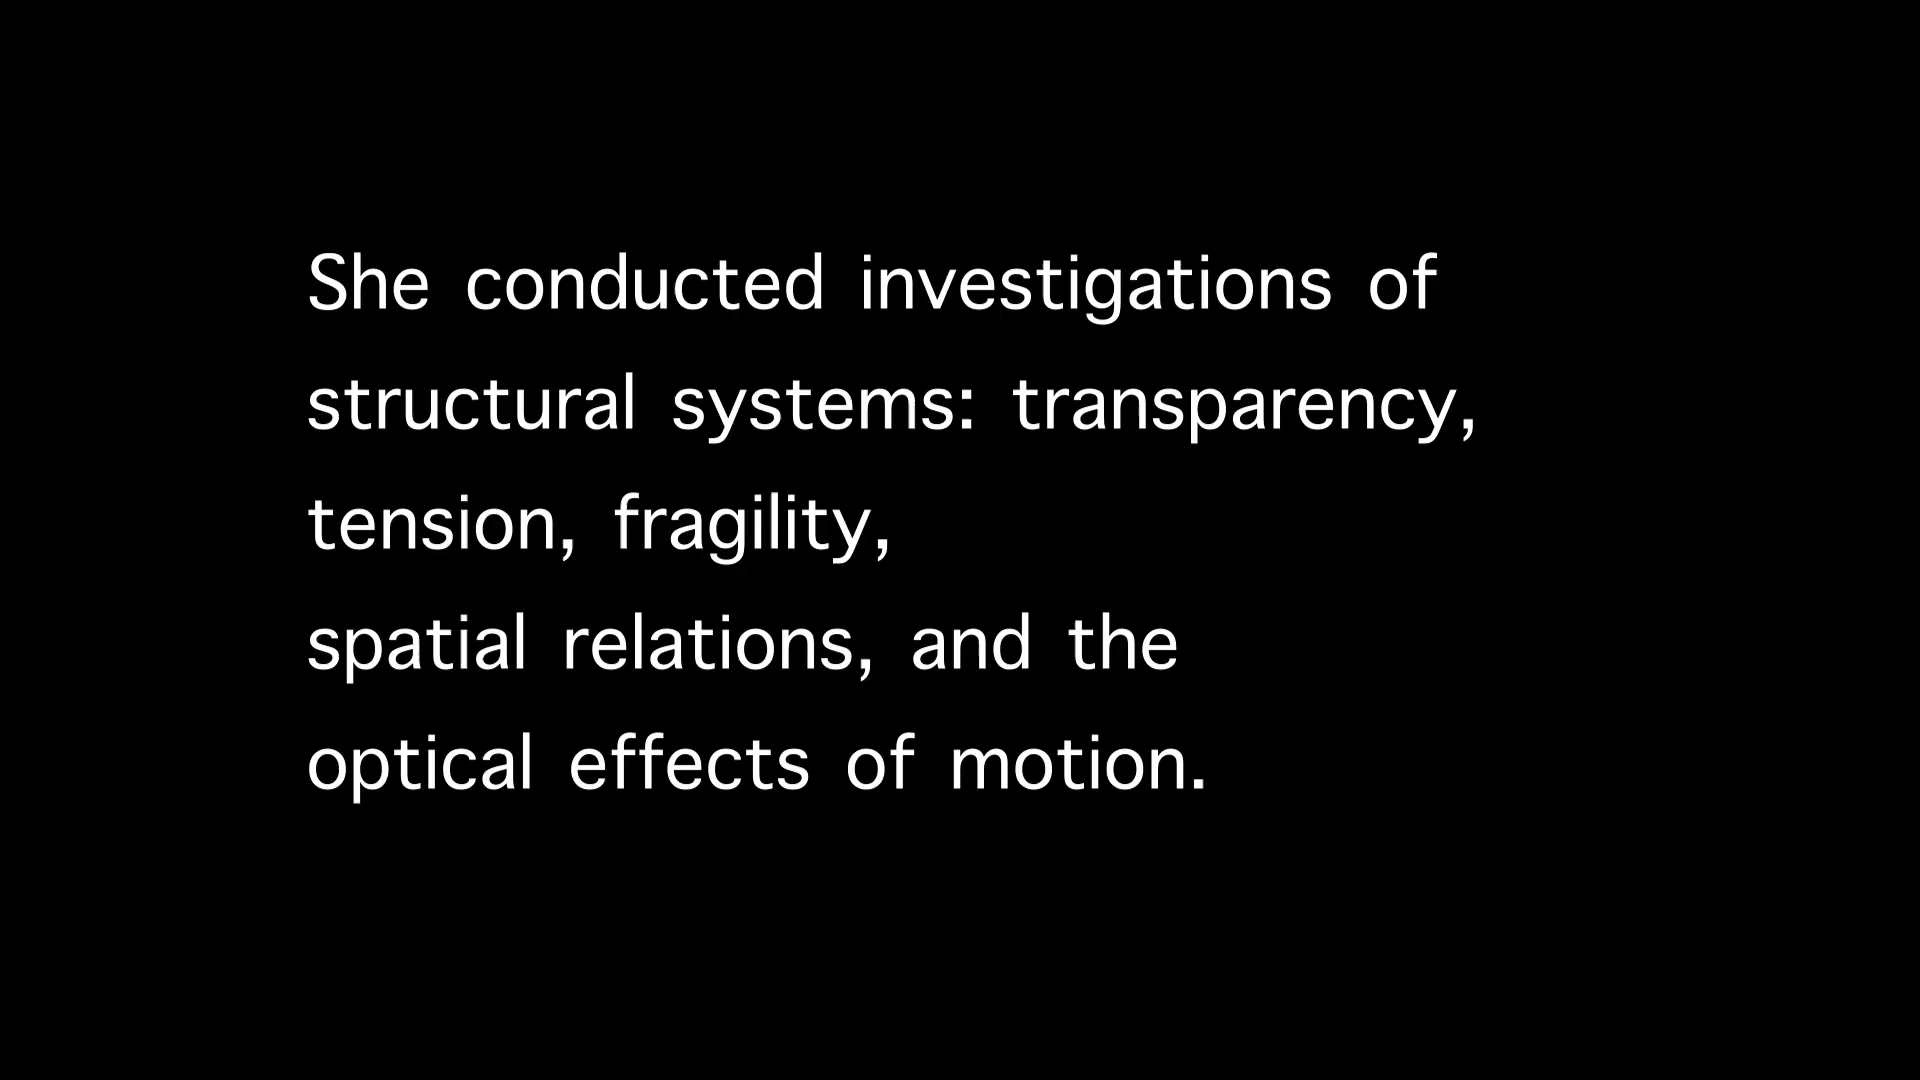 She conducted investigations of
structural systems: transparency,
tension, fragility,
spatial relations, and the
optical effects of motion.